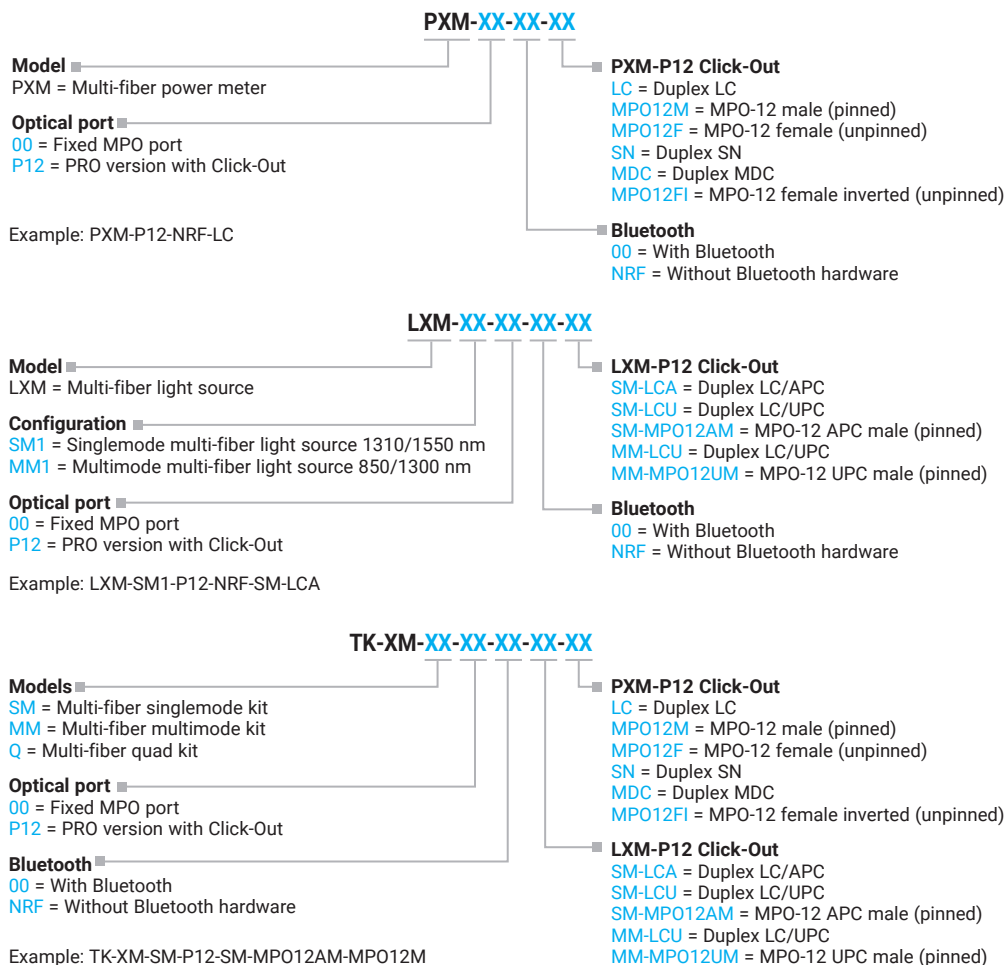 PXM-XX-XX-XX
Model
PXM = Multi-fiber power meter
Optical port
00 = Fixed MPO port
P12 = PRO version with Click-Out
Example: PXM-P12-NRF-LC
PXM-P12 Click-Out
LC = Duplex LC
MPO12M = MPO-12 male (pinned)
MPO12F = MPO-12 female (unpinned)
SN = Duplex SN
MDC = Duplex MDC
MPO12FI = MPO-12 female inverted (unpinned)
Bluetooth
00 = With Bluetooth
NRF = Without Bluetooth hardware
LXM-XX-XX-XX-XX
Model
LXM = Multi-fiber light source
Configuration
SM1 = Singlemode multi-fiber light source 1310/1550 nm
MM1 = Multimode multi-fiber light source 850/1300 nm
Optical port
00 = Fixed MPO port
P12 = PRO version with Click-Out
Example: LXM-SM1-P12-NRF-SM-LCA
LXM-P12 Click-Out
SM-LCA = Duplex LC/APC
SM-LCU = Duplex LC/UPC
SM-MPO12AM = MPO-12 APC male (pinned)
MM-LCU = Duplex LC/UPC
MM-MPO12UM = MPO-12 UPC male (pinned)
Bluetooth
00 = With Bluetooth
NRF = Without Bluetooth hardware
TK-XM-XX-XX-XX-XX-XX
Models
SM = Multi-fiber singlemode kit
MM = Multi-fiber multimode kit
Q = Multi-fiber quad kit
Optical port
00 = Fixed MPO port
P12 = PRO version with Click-Out
Bluetooth
00 = With Bluetooth
NRF = Without Bluetooth hardware
Example: TK-XM-SM-P12-SM-MPO12AM-MPO12M
PXM-P12 Click-Out
LC = Duplex LC
MPO12M = MPO-12 male (pinned)
MPO12F = MPO-12 female (unpinned)
SN = Duplex SN
MDC = Duplex MDC
MPO12FI = MPO-12 female inverted (unpinned)
LXM-P12 Click-Out
SM-LCA = Duplex LC/APC
SM-LCU = Duplex LC/UPC
SM-MPO12AM = MPO-12 APC male (pinned)
MM-LCU = Duplex LC/UPC
MM-MPO12UM = MPO-12 UPC male (pinned)